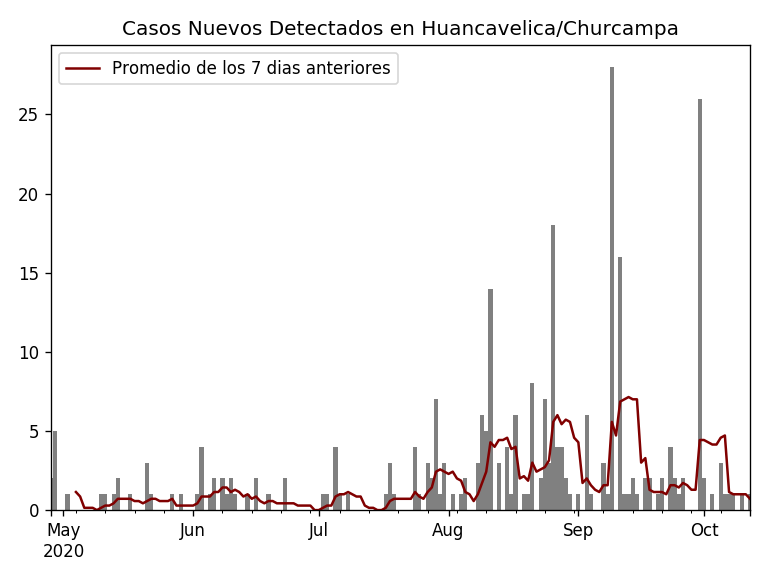 Casos Nuevos Detectados en Huancavelica/Churcampa
Promedio de los 7 dias anteriores
25
20
15
10
5
0
May Jun Jul Aug Sep Oct
2020